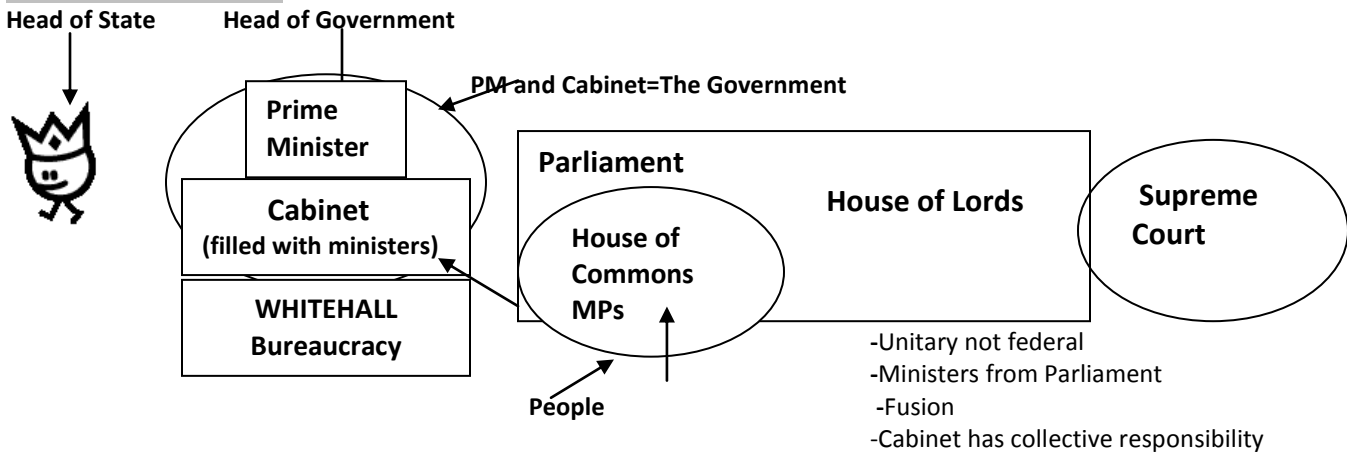 Head of State
Head of Government
PM and Cabinet=The Government
Prime
Minister
Cabinet
(filled with ministers)
WHITEHALL
Bureaucracy
Parliament
House of
Commons
MPs
House of Lords
Supreme
Court
People
-Unitary not federal
-Ministers from Parliament
-Fusion
-Cabinet has collective responsibility